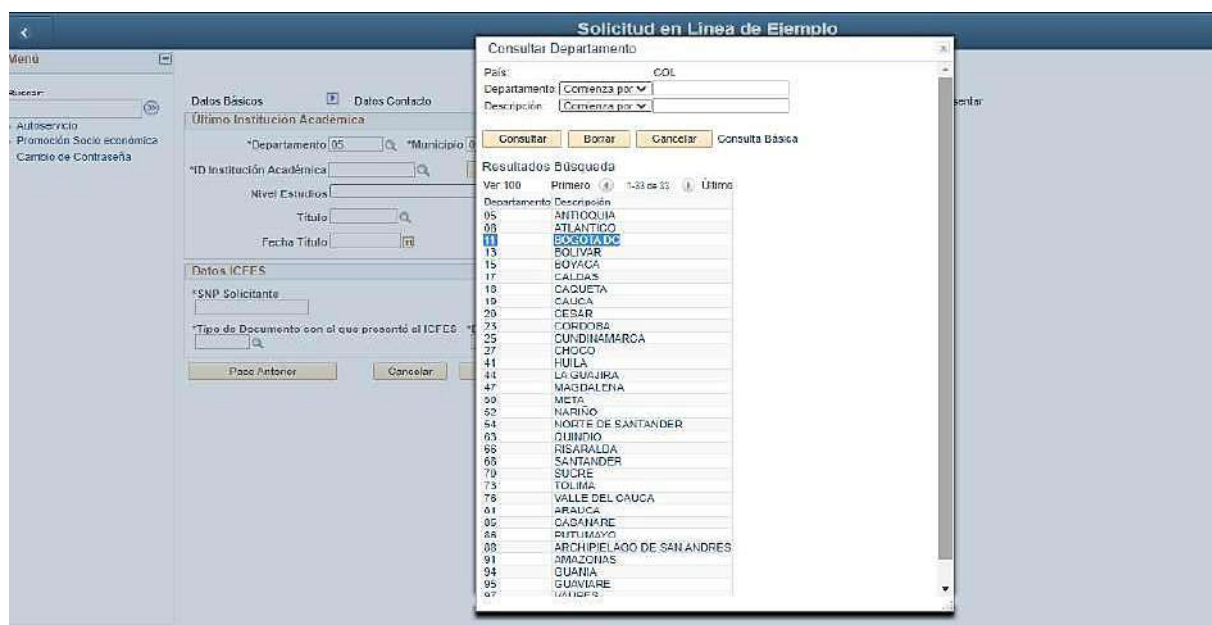 Solicitud en Linea de Ejemplo
Menú
Buscar:
Autoservicio
Promoción Socio económica
Cambio de Contraseña
Datos Básicos
Datos Contacto
Último Institución Académica
*Departamento 05
*Municipio
*ID Institución Académica
Nivel Estudios
Título
Fecha Título
Datos ICFES
*SNP Solicitante
*Tipo de Documento con el que presentó el ICFES
Paso Anterior
Cancelar
Consultar Departamento
País: COL
Departamento Comienza por
Descripción Comienza por
Consultar Borrar Cancelar Consulta Básica
Resultados Búsqueda
Ver 100 Primero 1-33 de 33 Último
Departamento Descripción
05 ANTIOQUIA
08 ATLANTICO
11 BOGOTA DC
13 BOLIVAR
15 BOYACA
17 CALDAS
18 CAQUETA
19 CAUCA
20 CESAR
23 CORDOBA
25 CUNDINAMARCA
27 CHOCO
41 HUILA
44 LA GUAJIRA
47 MAGDALENA
50 META
52 NARIÑO
54 NORTE DE SANTANDER
63 QUINDIO
66 RISARALDA
68 SANTANDER
70 SUCRE
73 TOLIMA
76 VALLE DEL CAUCA
81 ARAUCA
85 CASANARE
86 PUTUMAYO
88 ARCHIPIELAGO DE SAN ANDRES
91 AMAZONAS
94 GUANIA
95 GUAVIARE
97 VAUPES